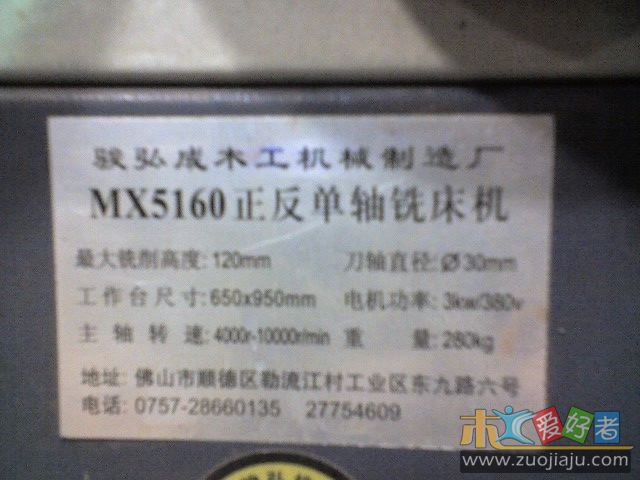 骏弘成木工机械制造厂
MX5160正反单轴铣床机
最大铣削高度: 120mm 刀轴直径: Ø30mm
工作台尺寸: 650x950mm 电机功率: 3kw/380v
主轴转速: 4000r-10000r/min 重量: 280kg
地址: 佛山市顺德区勒流江村工业区东九路六号
电话: 0757-28660135 27754609
木工爱好者
www.zuojiaju.com